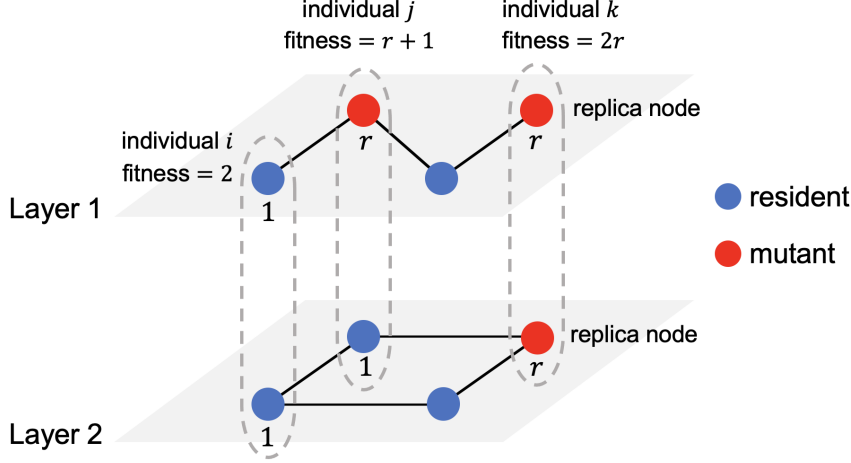 individual j
fitness = r + 1
individual k
fitness = 2r
replica node
individual i
fitness = 2
r
r
1
Layer 1
resident
mutant
replica node
1
r
1
Layer 2